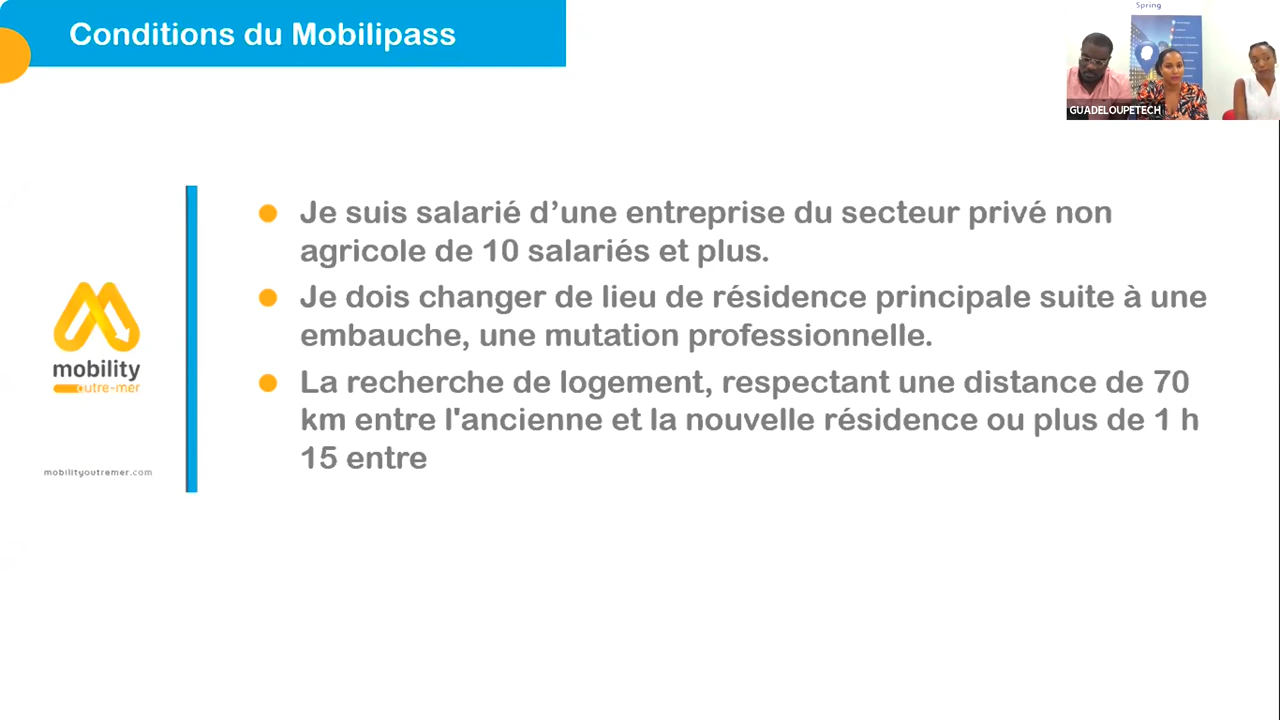 Conditions du Mobilipass
Spring
GUADELOUPETECH
Je suis salarié d’une entreprise du secteur privé non
agricole de 10 salariés et plus.
Je dois changer de lieu de résidence principale suite à une
embauche, une mutation professionnelle.
La recherche de logement, respectant une distance de 70
km entre l'ancienne et la nouvelle résidence ou plus de 1 h
15 entre
mobility
outre-mer
mobilityoutremer.com